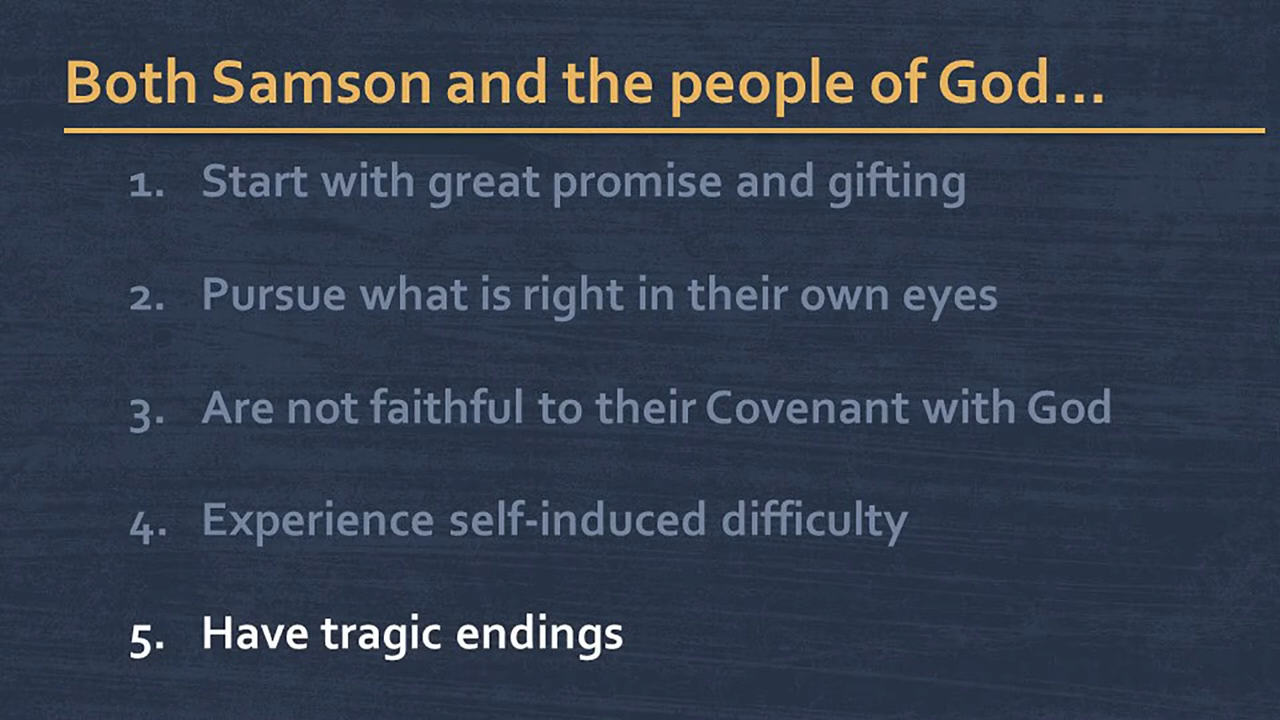 Both Samson and the people of God...
1. Start with great promise and gifting
2. Pursue what is right in their own eyes
3. Are not faithful to their Covenant with God
4. Experience self-induced difficulty
5. Have tragic endings